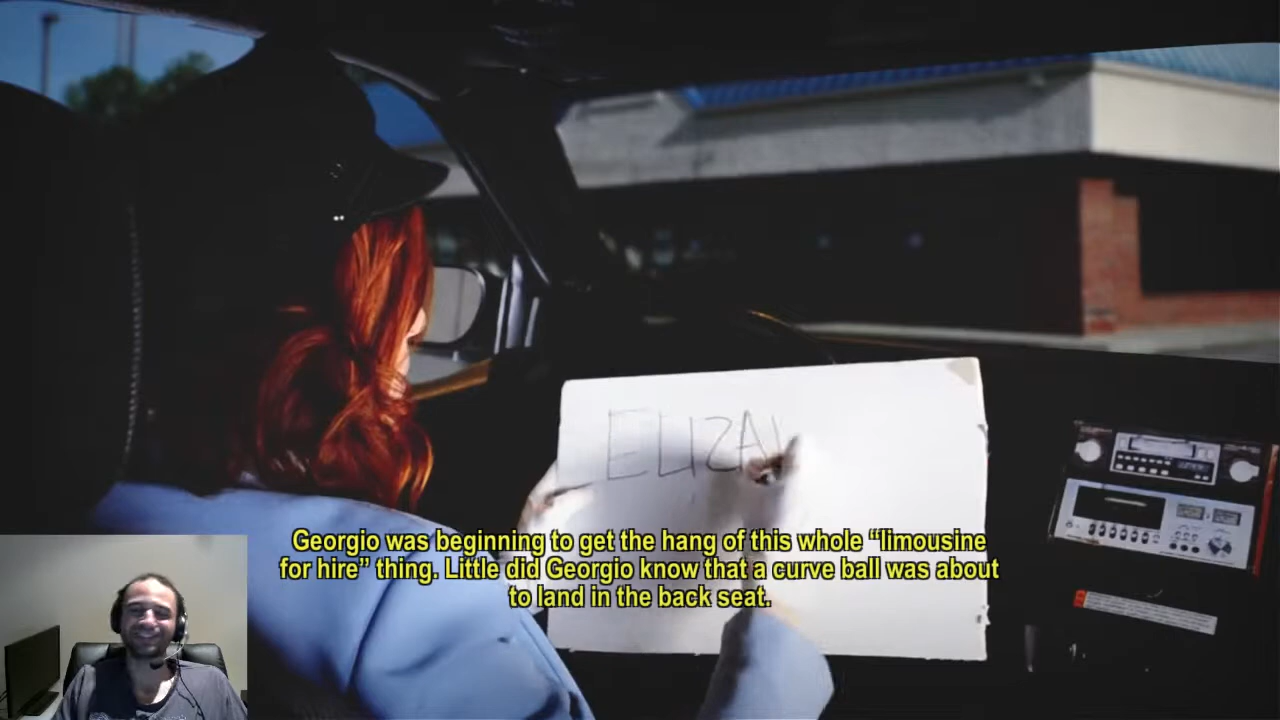 ELIZA
Georgio was beginning to get the hang of this whole “limousine
for hire” thing. Little did Georgio know that a curve ball was about
to land in the back seat.